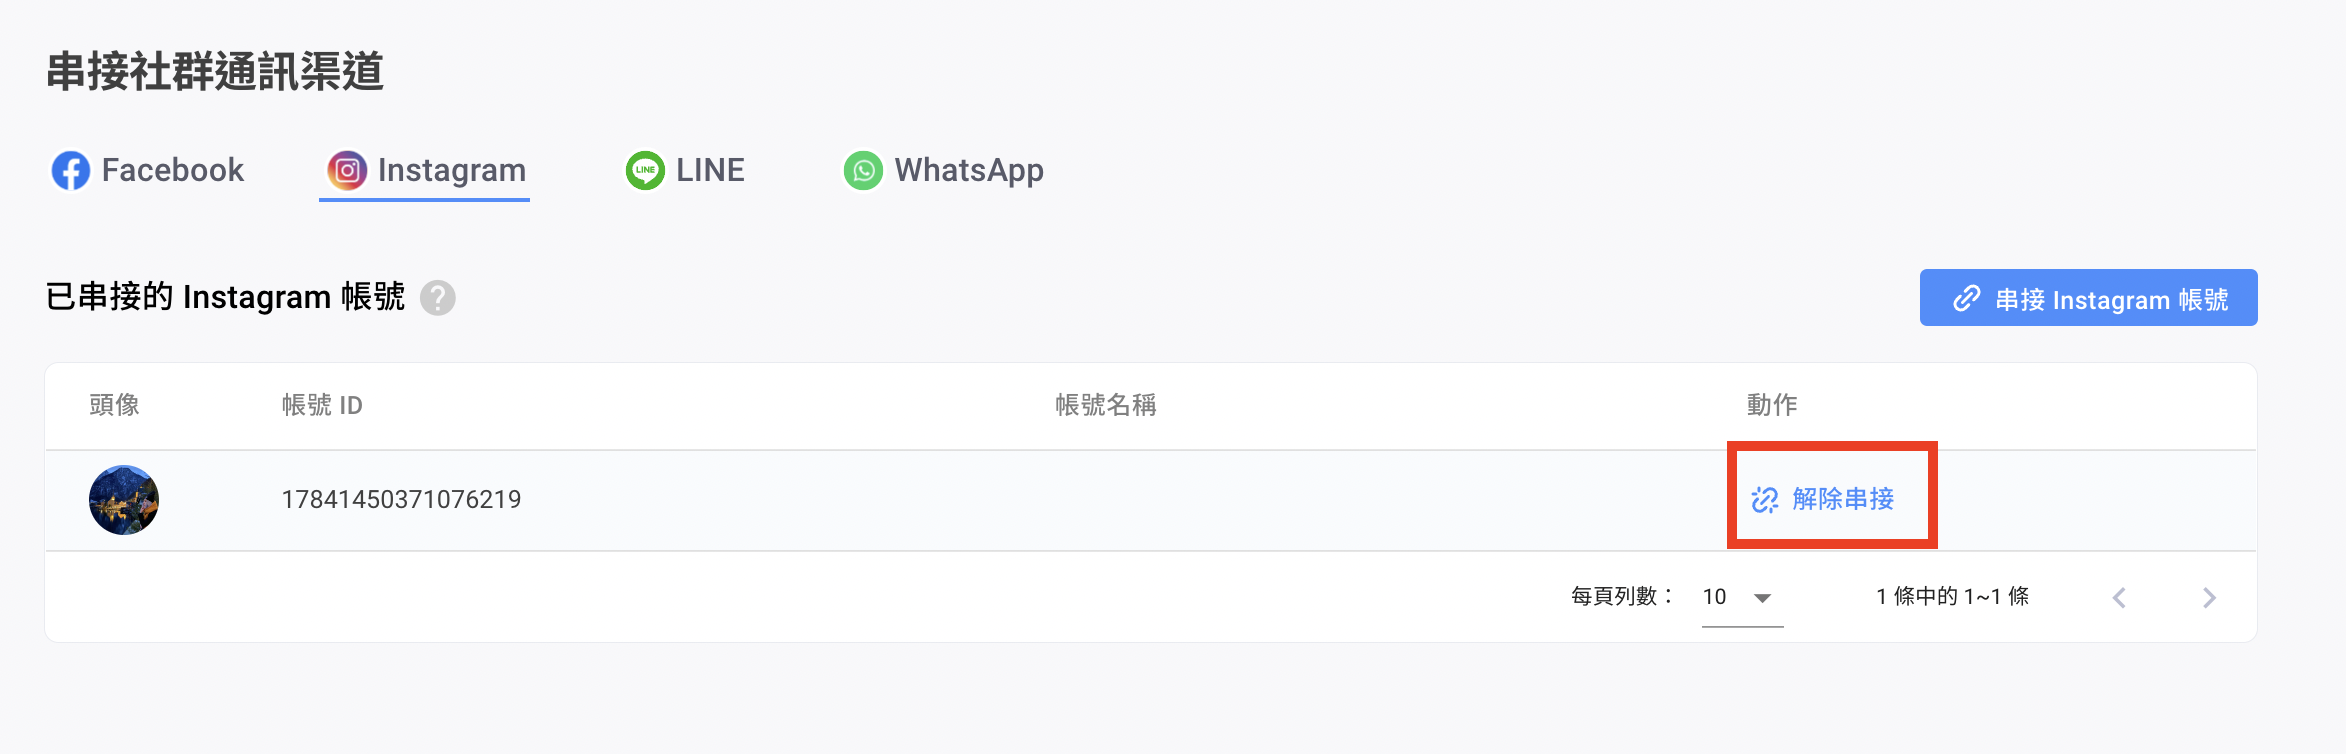 串接社群通訊渠道
Facebook Instagram LINE LINE WhatsApp
已串接的 Instagram 帳號 ?
串接 Instagram 帳號
頭像 帳號 ID 帳號名稱 動作
17841450371076219 解除串接
每頁列數： 10 1 條中的 1~1 條